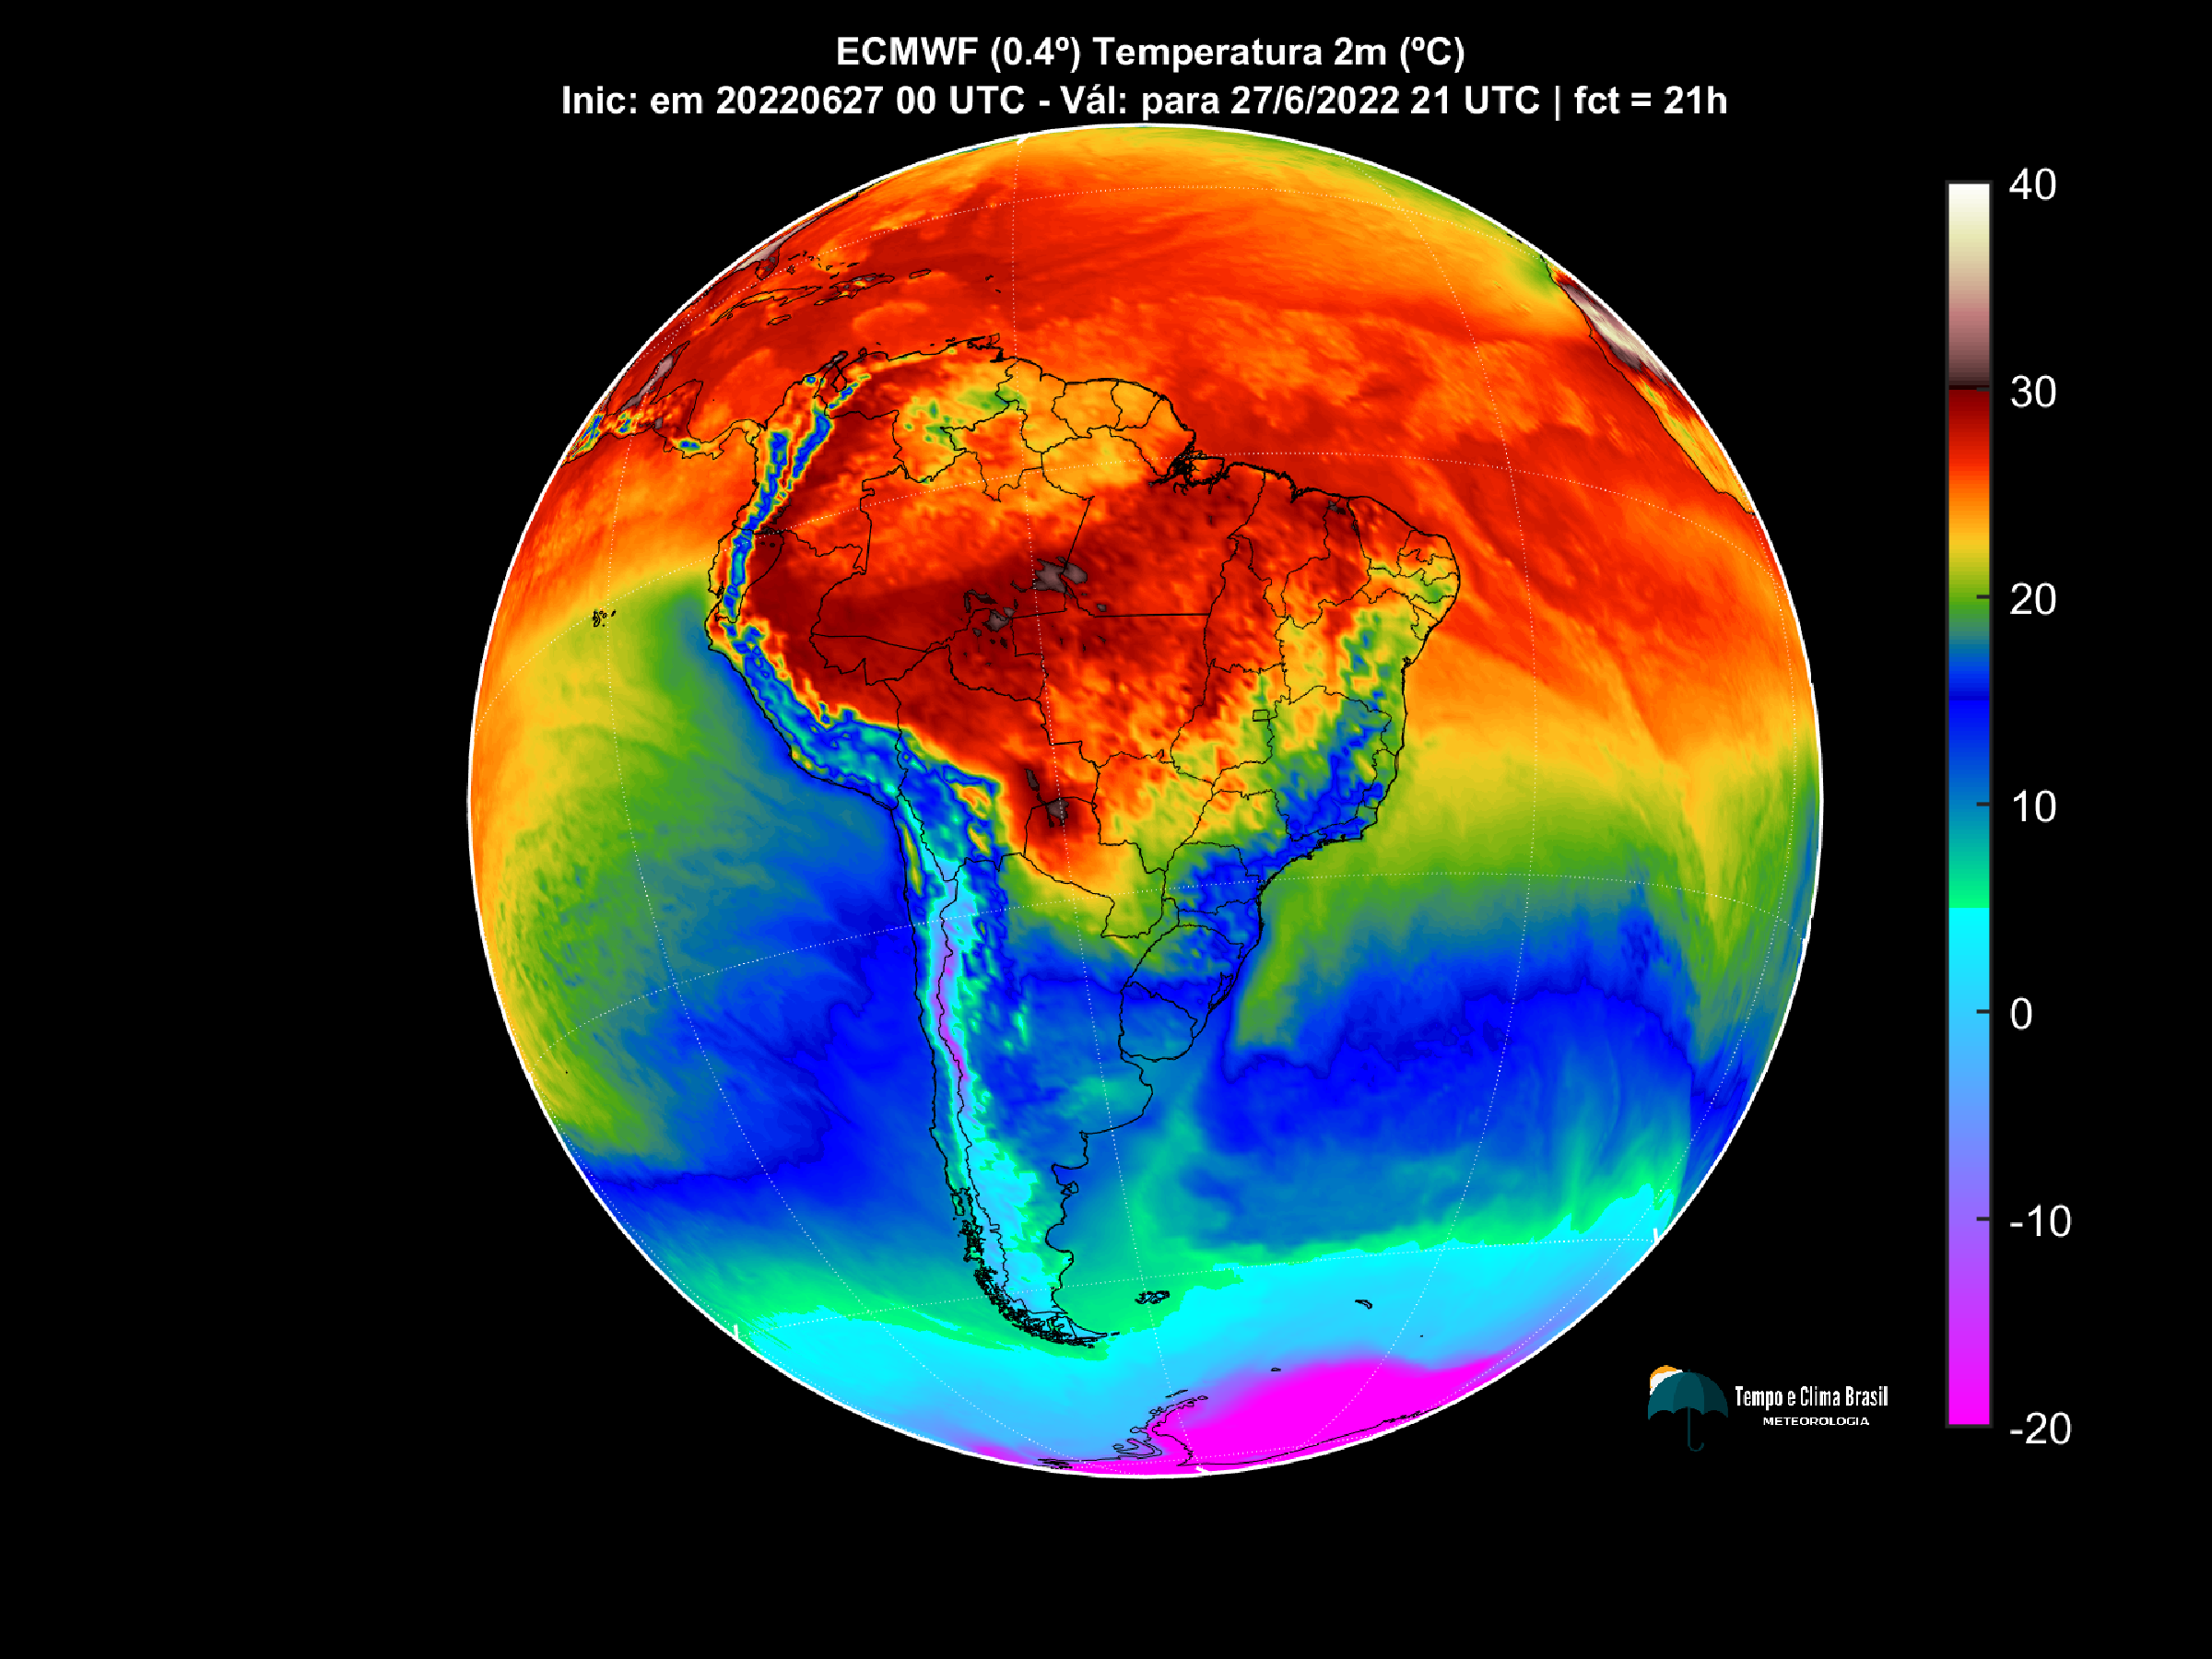 ECMWF (0.4º) Temperatura 2m (ºC)
Inic: em 20220627 00 UTC - Vál: para 27/6/2022 21 UTC | fct = 21h
40
30
20
10
0
-10
-20
Tempo e Clima Brasil
METEOROLOGIA